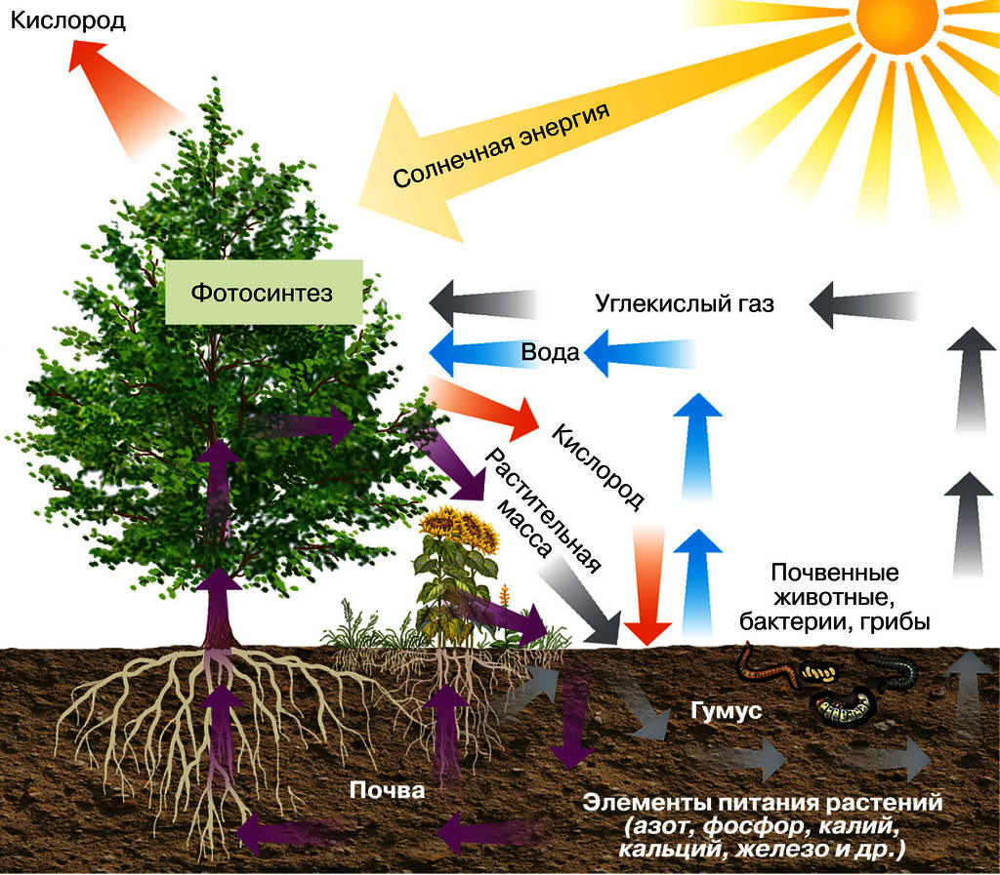 Кислород
Солнечная энергия
Фотосинтез
Углекислый газ
Вода
Кислород
Растительная
масса
Почвенные
животные,
бактерии, грибы
Гумус
Почва
Элементы питания растений
(азот, фосфор, калий,
кальций, железо и др.)